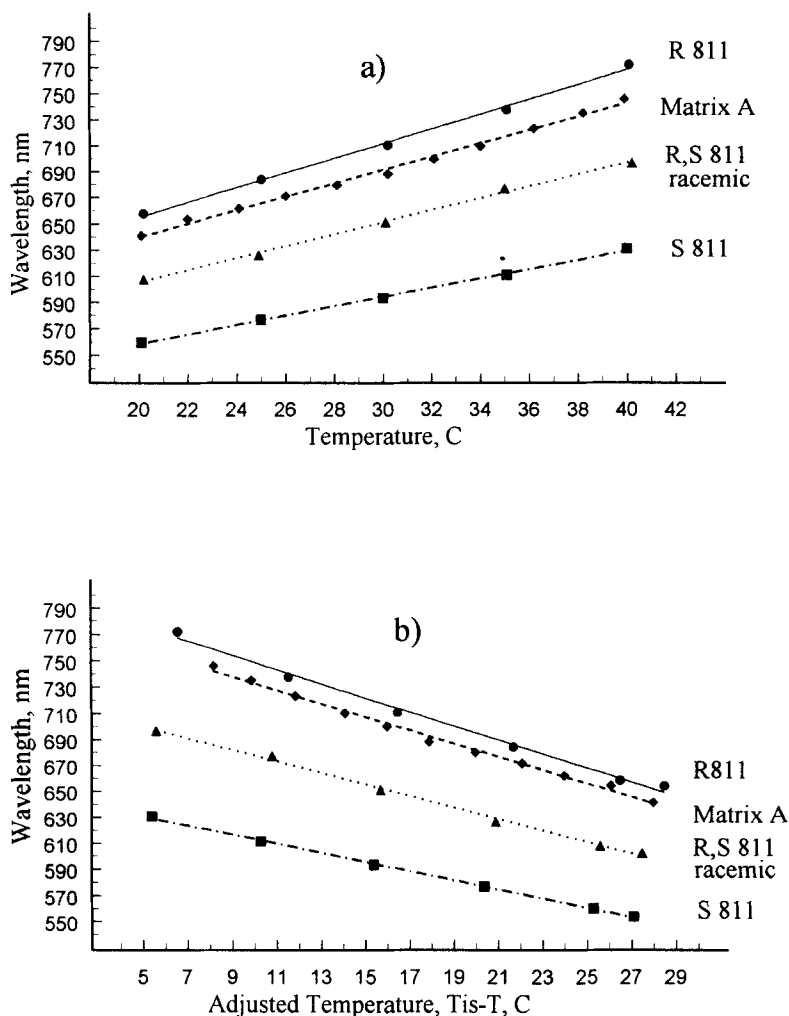 a)
790
770
750
730
710
690
670
650
630
610
590
570
550
Wavelength, nm
R 811
Matrix A
R,S 811
racemic
S 811
20 22 24 26 28 30 32 34 36 38 40 42
Temperature, C
b)
790
770
750
730
710
690
670
650
630
610
590
570
550
Wavelength, nm
R811
Matrix A
R,S 811
racemic
S 811
5 7 9 11 13 15 17 19 21 23 25 27 29
Adjusted Temperature, Tis-T, C